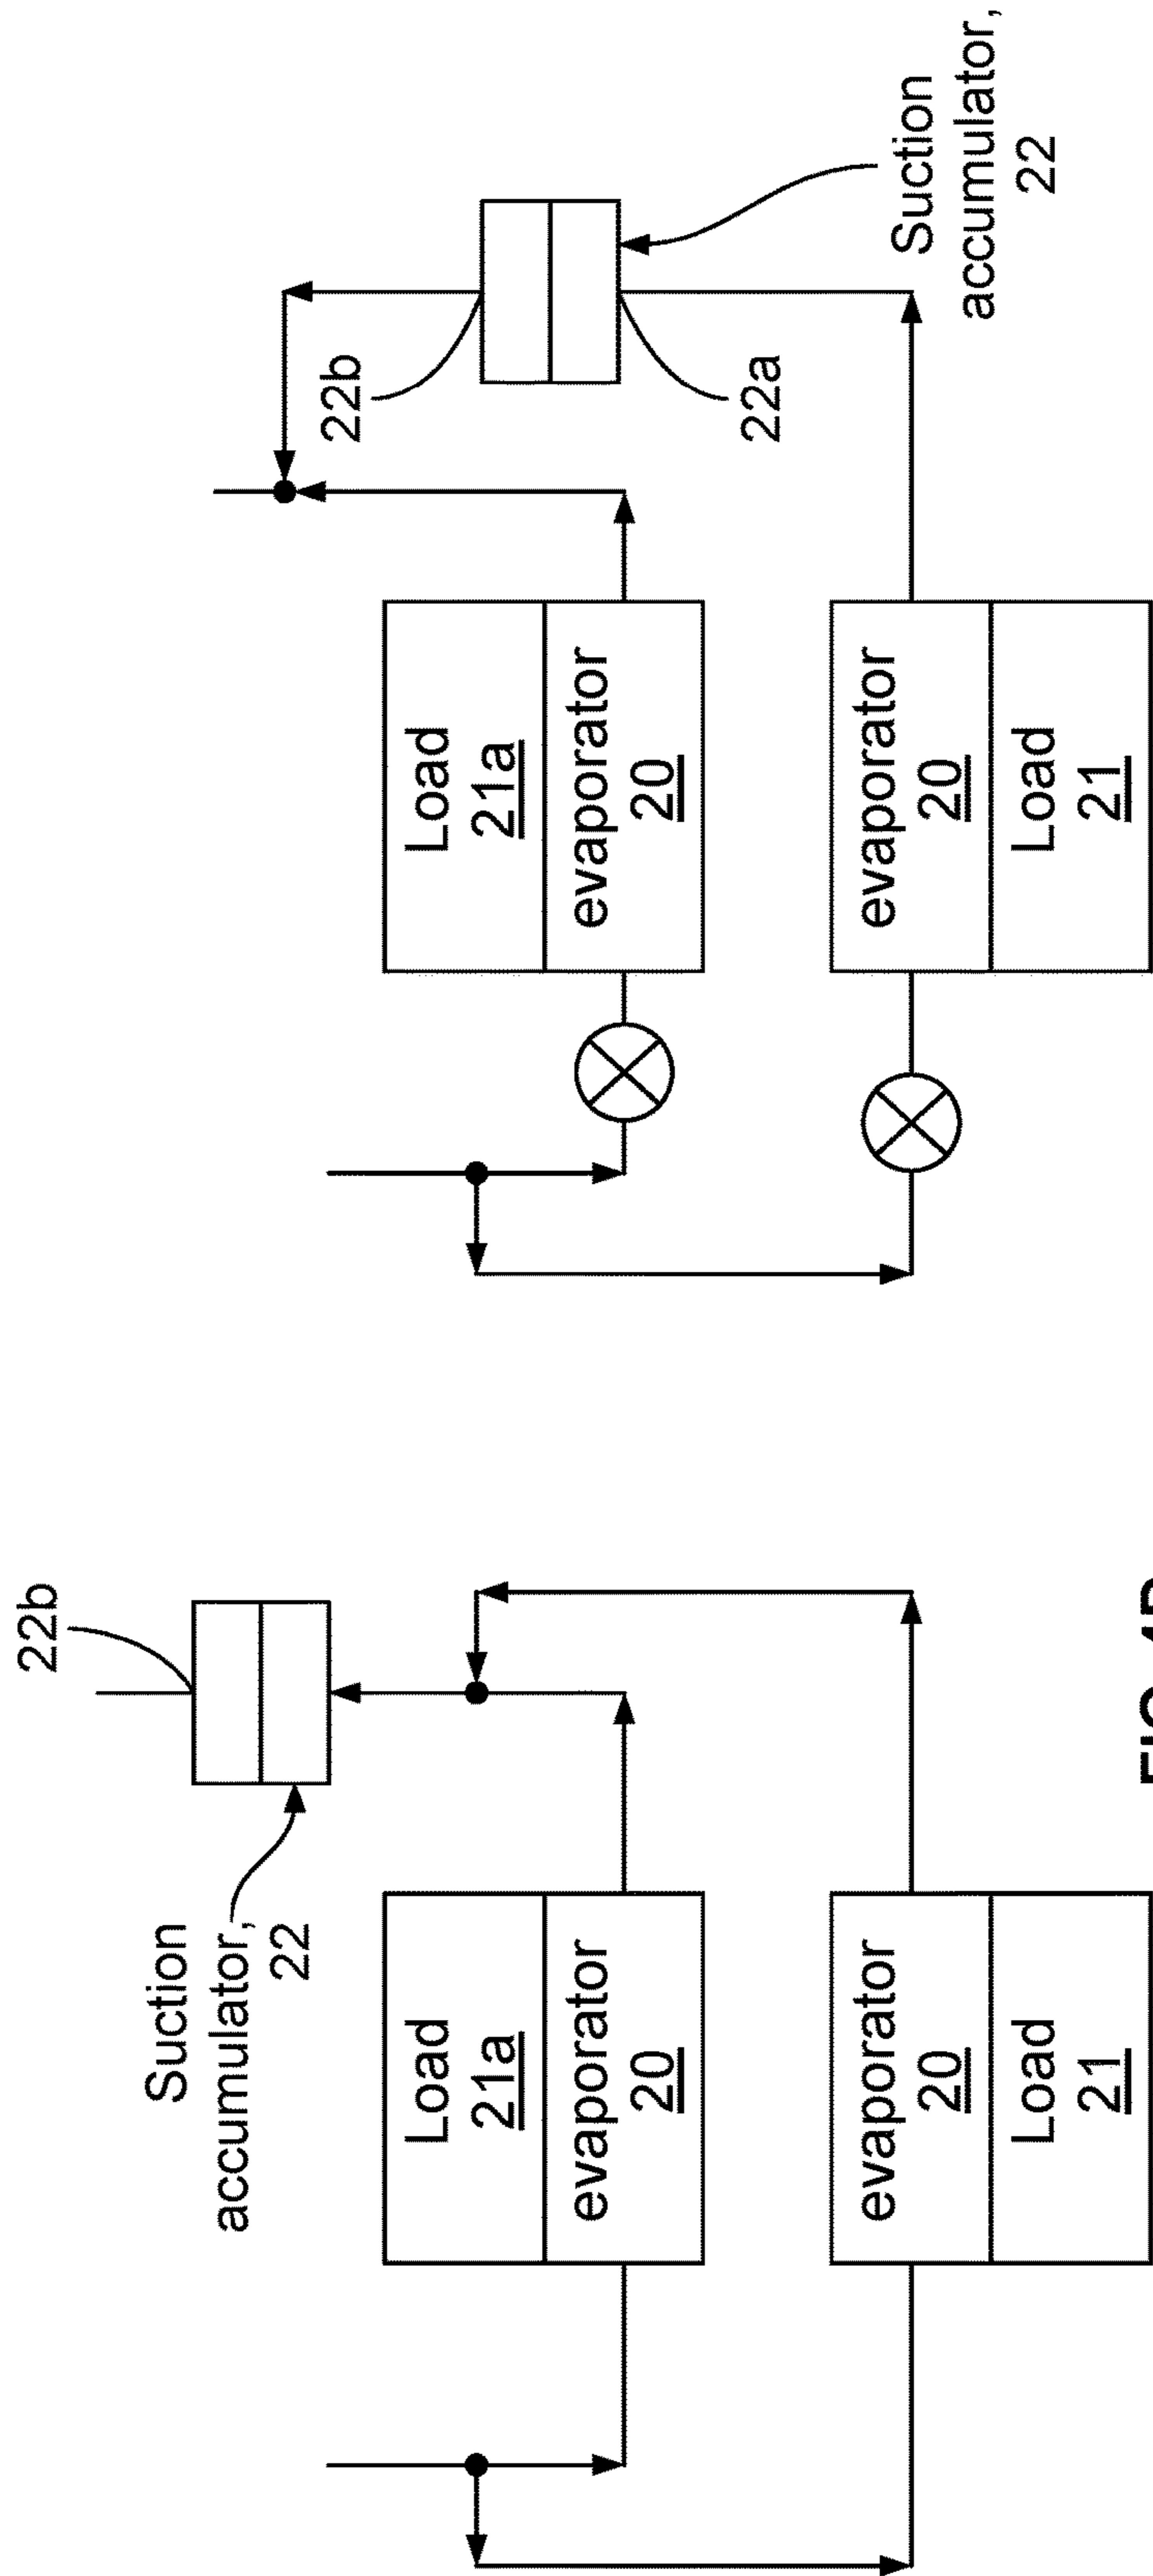 22b
Suction
accumulator,
22
Load
21a
evaporator
20
evaporator
20
Load
21
FIG
Load
21a
evaporator
20
evaporator
20
Load
21
22b
22a
Suction
accumulator,
22